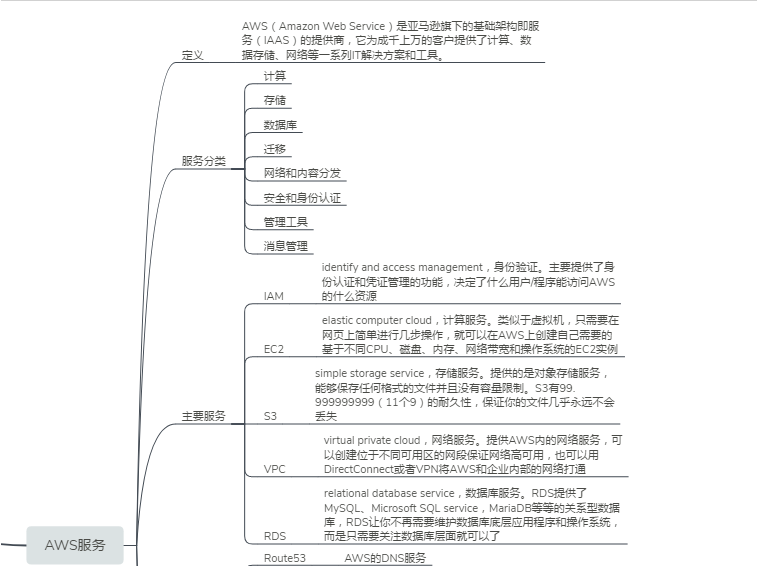 AWS（Amazon Web Service）是亚马逊旗下的基础架构即服
务（IAAS）的提供商，它为成千上万的客户提供了计算、数
据存储、网络等一系列IT解决方案和工具。
定义
计算
存储
数据库
迁移
服务分类
网络和内容分发
安全和身份认证
管理工具
消息管理
identify and access management，身份验证。主要提供了身
份认证和凭证管理的功能，决定了什么用户/程序能访问AWS
的什么资源
IAM
elastic computer cloud，计算服务。类似于虚拟机，只需要在
网页上简单进行几步操作，就可以在AWS上创建自己需要的
基于不同CPU、磁盘、内存、网络带宽和操作系统的EC2实例
EC2
simple storage service，存储服务。提供的是对象存储服务，
能够保存任何格式的文件并且没有容量限制。S3有99.
999999999（11个9）的耐久性，保证你的文件几乎永远不会
丢失
S3
主要服务
virtual private cloud，网络服务。提供AWS内的网络服务，可
以创建位于不同可用区的网段保证网络高可用，也可以用
DirectConnect或者VPN将AWS和企业内部的网络打通
VPC
relational database service，数据库服务。RDS提供了
MySQL、Microsoft SQL service，MariaDB等等的关系型数据
库，RDS让你不再需要维护数据库底层应用程序和操作系统，
而是只需要关注数据库层面就可以了
RDS
AWS服务
Route53 AWS的DNS服务